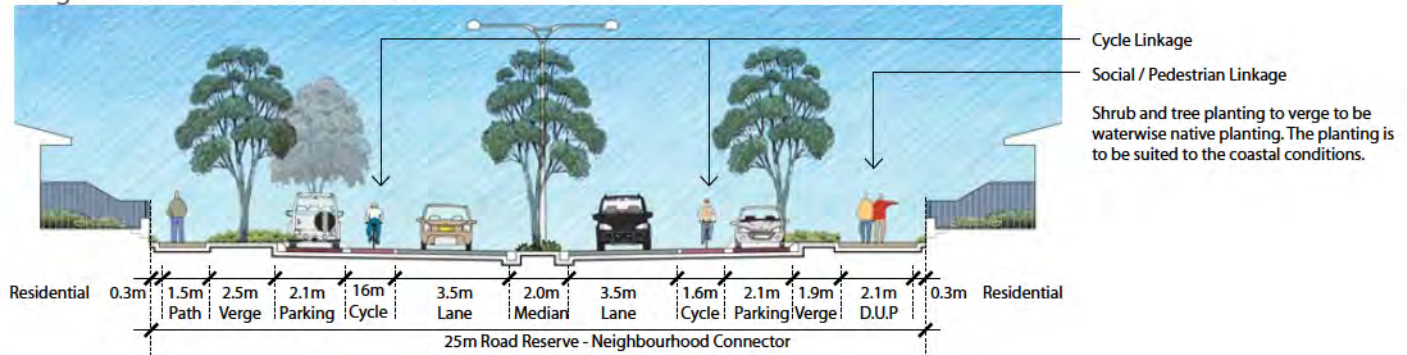 Cycle Linkage
Social / Pedestrian Linkage
Shrub and tree planting to verge to be
waterwise native planting. The planting is
to be suited to the coastal conditions.
Residential 0.3m 1.5m 2.5m 2.1m 16m 3.5m 2.0m 3.5m 1.6m 2.1m 1.9m 2.1m 0.3m Residential
Path Verge Parking Cycle Lane Median Lane Cycle Parking Verge D.U.P
25m Road Reserve - Neighbourhood Connector